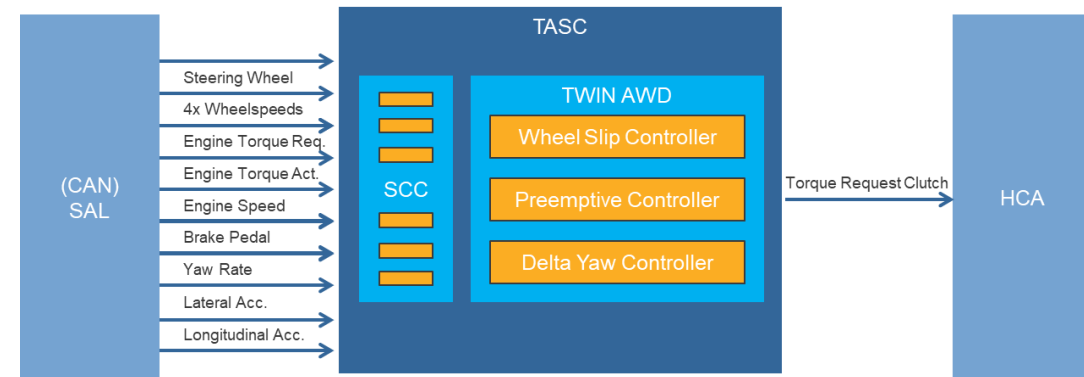 TASC
Steering Wheel
4x Wheelspeeds
Engine Torque Req.
Engine Torque Act.
Engine Speed
Brake Pedal
Yaw Rate
Lateral Acc.
Longitudinal Acc.
(CAN)
SAL
SCC
TWIN AWD
Wheel Slip Controller
Preemptive Controller
Delta Yaw Controller
Torque Request Clutch
HCA